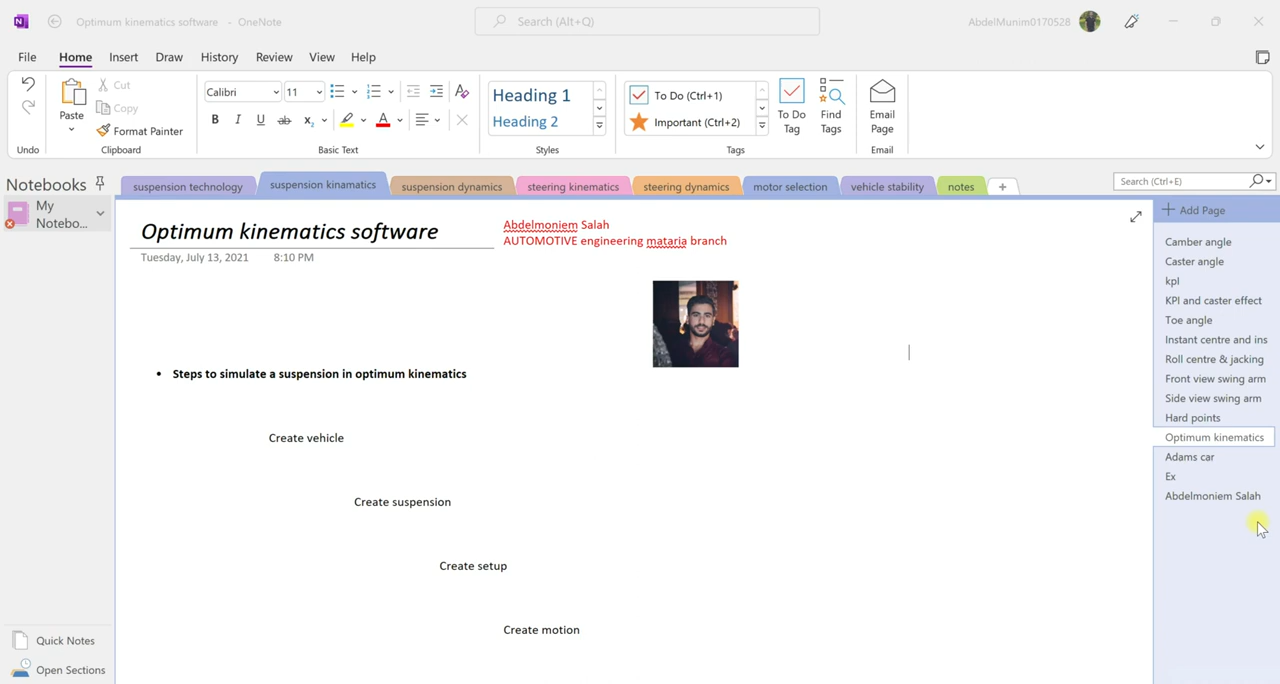 Optimum kinematics software - OneNote
Search (Alt+Q)
AbdelMunim0170528
File Home Insert Draw History Review View Help
Paste
Cut
Copy
Format Painter
Calibri 11
Heading 1
Heading 2
To Do (Ctrl+1)
Important (Ctrl+2)
To Do Tag
Find Tags
Email Page
Undo Clipboard Basic Text Styles Tags Email
Notebooks
My Notebo...
suspension technology suspension kinamatics suspension dynamics steering kinematics steering dynamics motor selection vehicle stability notes +
Search (Ctrl+E)
Add Page
Optimum kinematics software
Tuesday, July 13, 2021 8:10 PM
Abdelmoniem Salah
AUTOMOTIVE engineering mataria branch
• Steps to simulate a suspension in optimum kinematics
Create vehicle
Create suspension
Create setup
Create motion
Camber angle
Caster angle
kpl
KPI and caster effect
Toe angle
Instant centre and ins
Roll centre & jacking
Front view swing arm
Side view swing arm
Hard points
Optimum kinematics
Adams car
Ex
Abdelmoniem Salah
Quick Notes
Open Sections